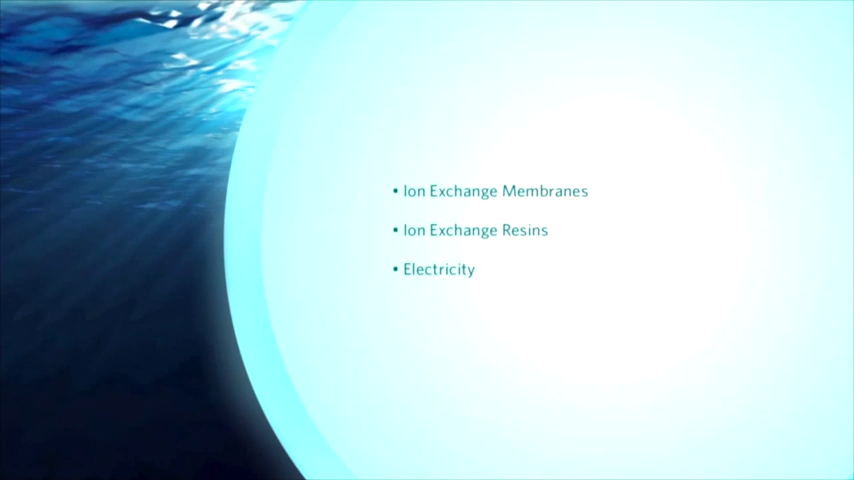 • Ion Exchange Membranes
• Ion Exchange Resins
• Electricity